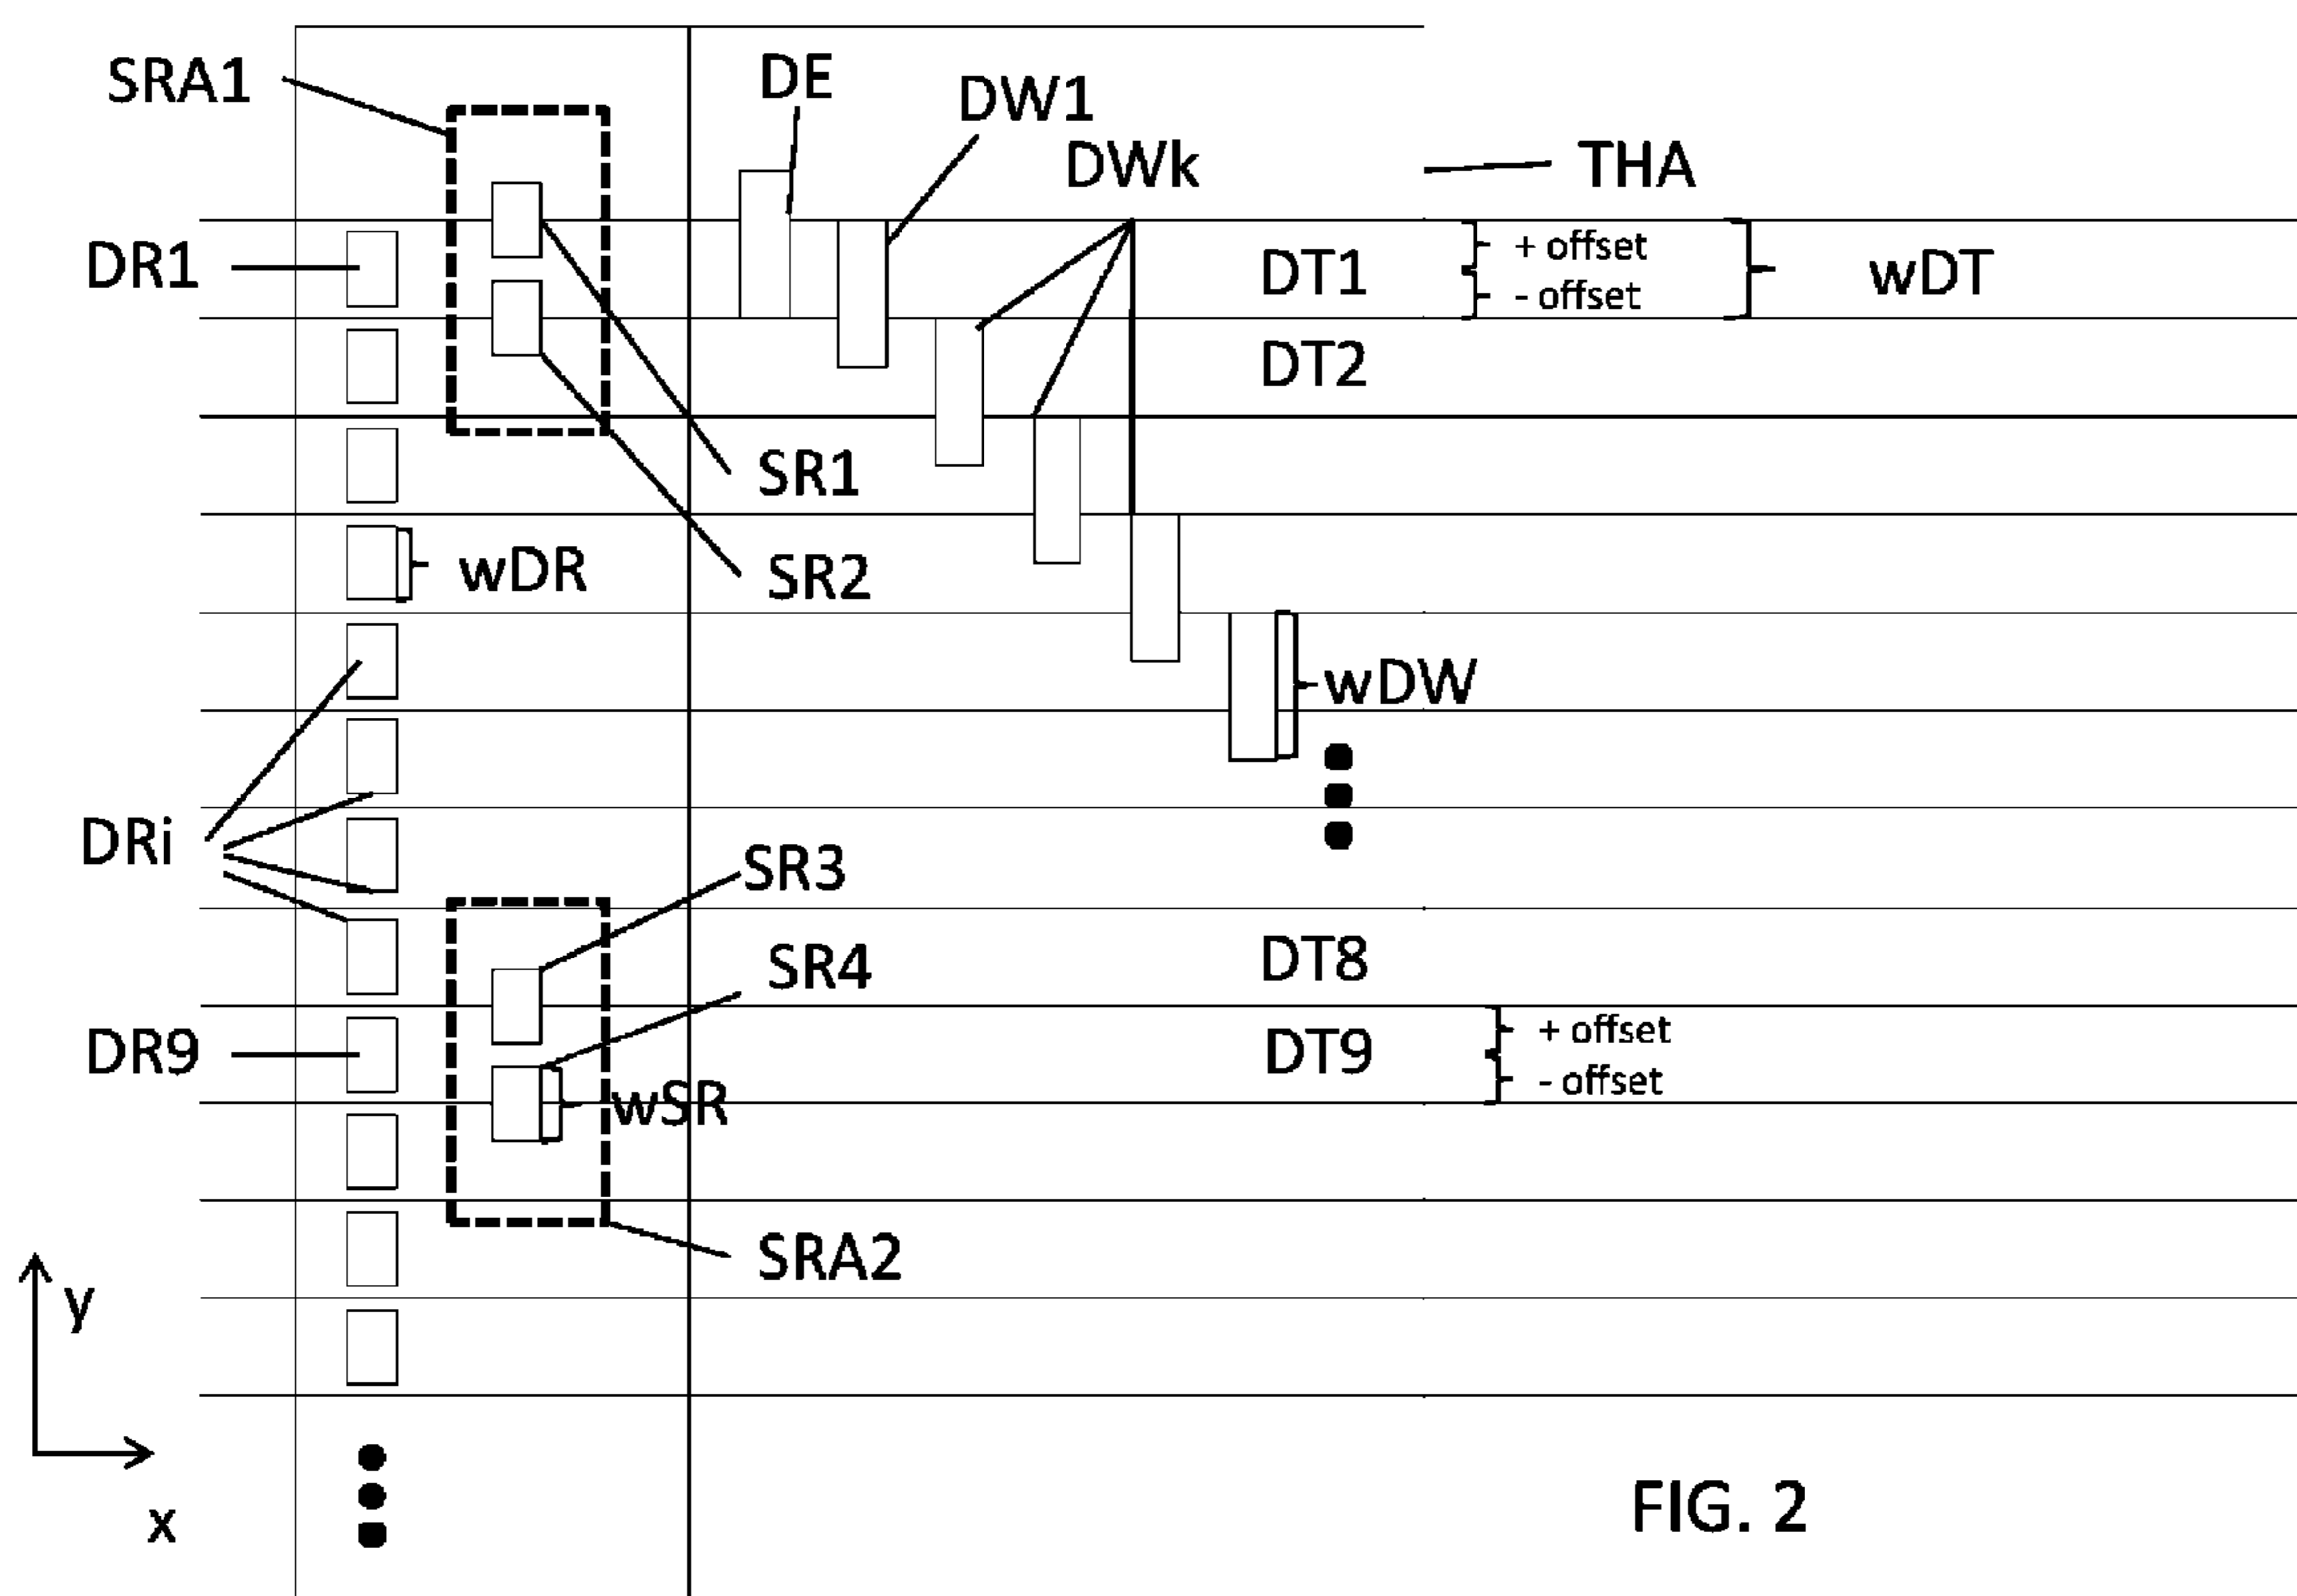 SRA1
DE
DW1
DWk
THA
DR1
DT1
+ offset
- offset
wDT
DT2
SR1
wDR
SR2
wDW
DRi
SR3
SR4
DT8
DR9
DT9
+ offset
- offset
wSR
SRA2
y
x
FIG. 2